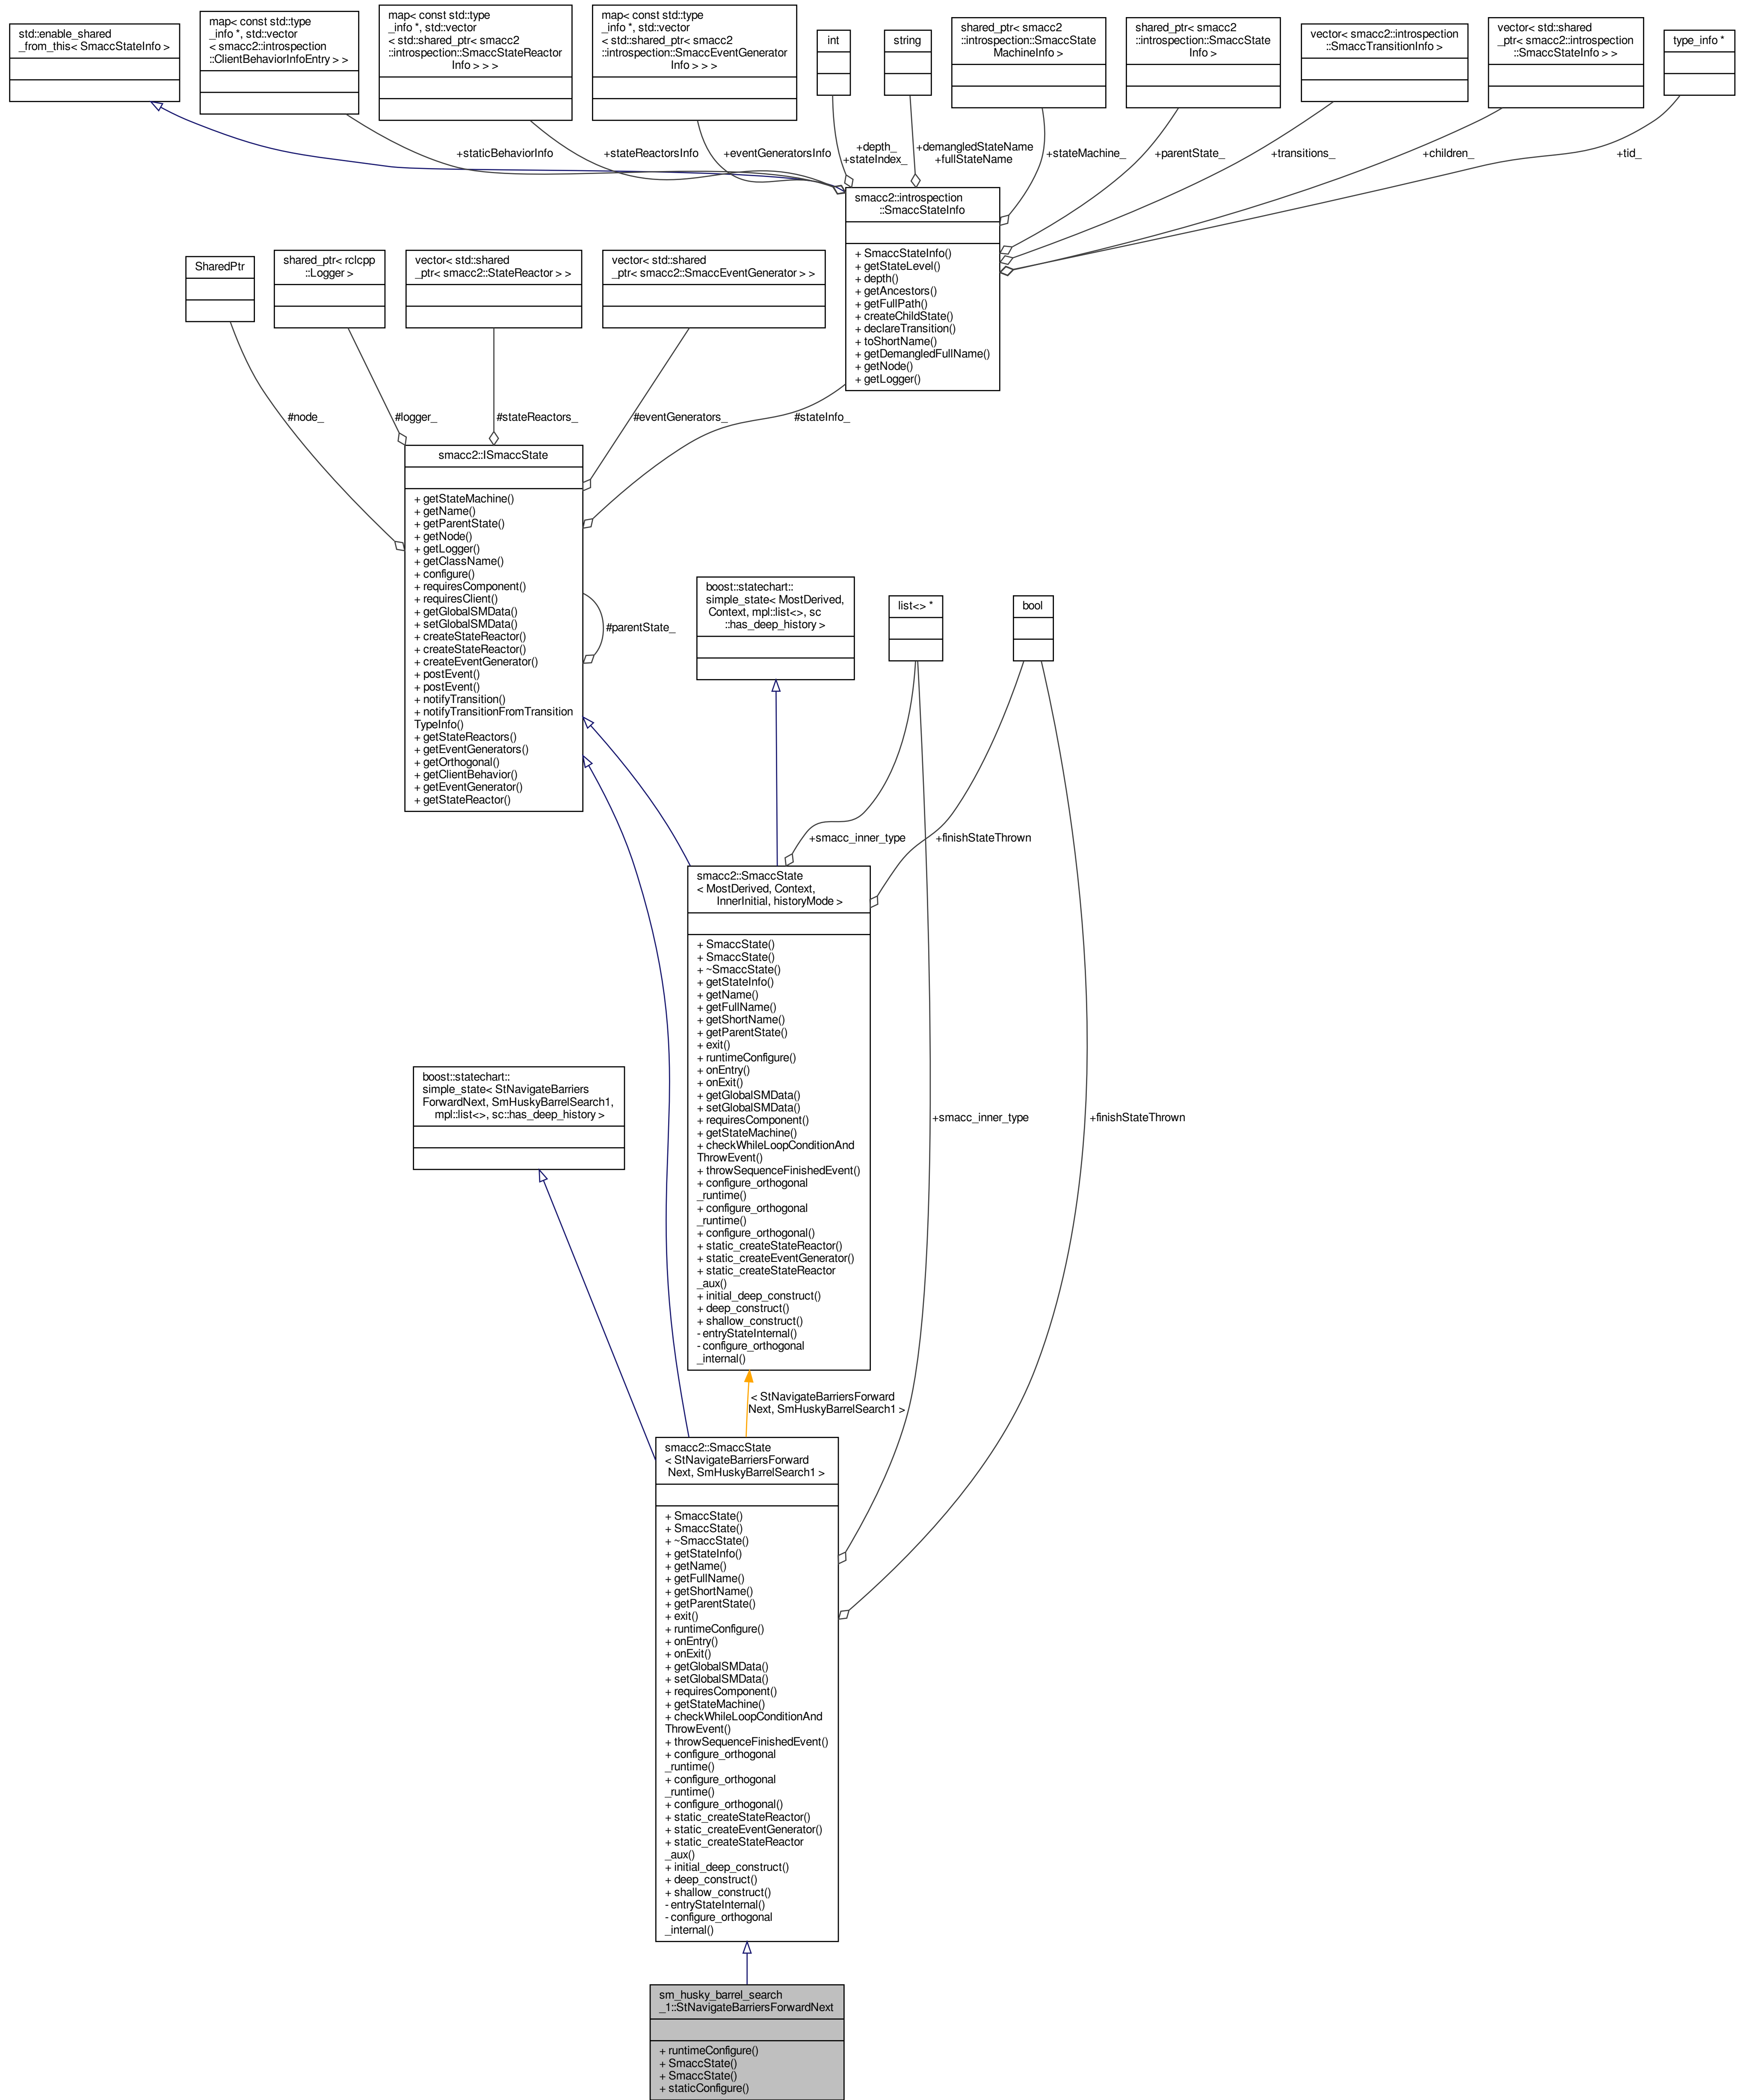 std::enable_shared
_from_this< SmaccStateInfo >
map< const std::type
_info *, std::vector
< smacc2::introspection
::ClientBehaviorInfoEntry > >
map< const std::type
_info *, std::vector
< std::shared_ptr< smacc2
::introspection::SmaccStateReactor
Info > > >
map< const std::type
_info *, std::vector
< std::shared_ptr< smacc2
::introspection::SmaccEventGenerator
Info > > >
int
string
shared_ptr< smacc2
::introspection::SmaccState
MachineInfo >
shared_ptr< smacc2
::introspection::SmaccState
Info >
vector< smacc2::introspection
::SmaccTransitionInfo >
vector< std::shared
_ptr< smacc2::introspection
::SmaccStateInfo > >
type_info *
+staticBehaviorInfo
+stateReactorsInfo
+eventGeneratorsInfo
+depth_
+stateIndex_
+demangledStateName
+fullStateName
+stateMachine_
+parentState_
+transitions_
+children_
+tid_
smacc2::introspection
::SmaccStateInfo
+ SmaccStateInfo()
+ getStateLevel()
+ depth()
+ getAncestors()
+ getFullPath()
+ createChildState()
+ declareTransition()
+ toShortName()
+ getDemangledFullName()
+ getNode()
+ getLogger()
SharedPtr
shared_ptr< rclcpp
::Logger >
vector< std::shared
_ptr< smacc2::StateReactor > >
vector< std::shared
_ptr< smacc2::SmaccEventGenerator > >
#node_
#logger_
#stateReactors_
#eventGenerators_
#stateInfo_
smacc2::ISmaccState
+ getStateMachine()
+ getName()
+ getParentState()
+ getNode()
+ getLogger()
+ getClassName()
+ configure()
+ requiresComponent()
+ requiresClient()
+ getGlobalSMData()
+ setGlobalSMData()
+ createStateReactor()
+ createStateReactor()
+ createEventGenerator()
+ postEvent()
+ postEvent()
+ notifyTransition()
+ notifyTransitionFromTransition
TypeInfo()
+ getStateReactors()
+ getEventGenerators()
+ getOrthogonal()
+ getClientBehavior()
+ getEventGenerator()
+ getStateReactor()
#parentState_
boost::statechart::
simple_state< MostDerived,
Context, mpl::list<>, sc
::has_deep_history >
list<> *
bool
+smacc_inner_type
+finishStateThrown
smacc2::SmaccState
< MostDerived, Context,
InnerInitial, historyMode >
+ SmaccState()
+ SmaccState()
+ ~SmaccState()
+ getStateInfo()
+ getName()
+ getFullName()
+ getShortName()
+ getParentState()
+ exit()
+ runtimeConfigure()
+ onEntry()
+ onExit()
+ getGlobalSMData()
+ setGlobalSMData()
+ requiresComponent()
+ getStateMachine()
+ checkWhileLoopConditionAnd
ThrowEvent()
+ throwSequenceFinishedEvent()
+ configure_orthogonal
_runtime()
+ configure_orthogonal
_runtime()
+ configure_orthogonal()
+ static_createStateReactor()
+ static_createEventGenerator()
+ static_createStateReactor
_aux()
+ initial_deep_construct()
+ deep_construct()
+ shallow_construct()
- entryStateInternal()
- configure_orthogonal
_internal()
boost::statechart::
simple_state< StNavigateBarriers
ForwardNext, SmHuskyBarrelSearch1,
mpl::list<>, sc::has_deep_history >
+smacc_inner_type
+finishStateThrown
< StNavigateBarriersForward
Next, SmHuskyBarrelSearch1 >
smacc2::SmaccState
< StNavigateBarriersForward
Next, SmHuskyBarrelSearch1 >
+ SmaccState()
+ SmaccState()
+ ~SmaccState()
+ getStateInfo()
+ getName()
+ getFullName()
+ getShortName()
+ getParentState()
+ exit()
+ runtimeConfigure()
+ onEntry()
+ onExit()
+ getGlobalSMData()
+ setGlobalSMData()
+ requiresComponent()
+ getStateMachine()
+ checkWhileLoopConditionAnd
ThrowEvent()
+ throwSequenceFinishedEvent()
+ configure_orthogonal
_runtime()
+ configure_orthogonal
_runtime()
+ configure_orthogonal()
+ static_createStateReactor()
+ static_createEventGenerator()
+ static_createStateReactor
_aux()
+ initial_deep_construct()
+ deep_construct()
+ shallow_construct()
- entryStateInternal()
- configure_orthogonal
_internal()
sm_husky_barrel_search
_1::StNavigateBarriersForwardNext
+ runtimeConfigure()
+ SmaccState()
+ SmaccState()
+ staticConfigure()